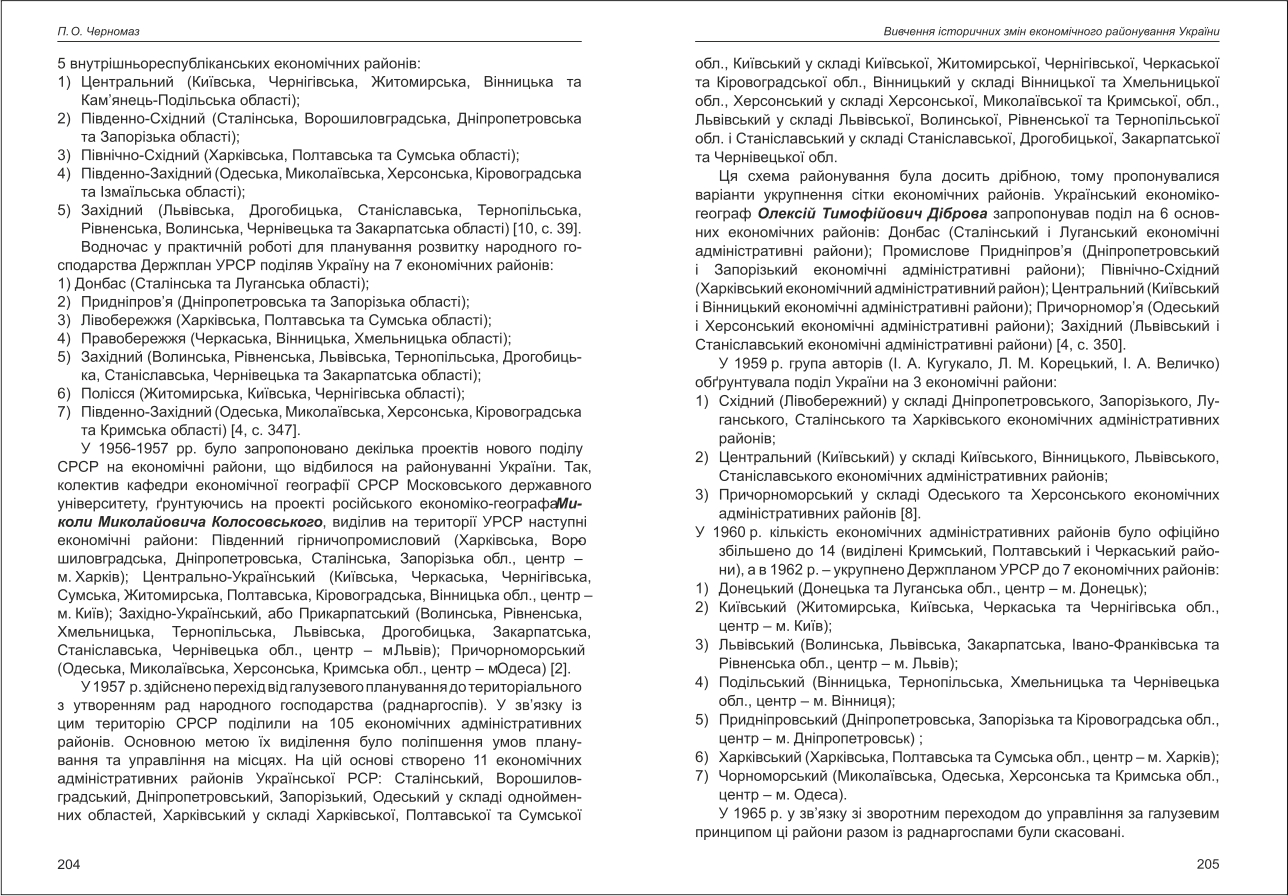 П. О. Черномаз
5 внутрішньореспубліканських економічних районів:
1) Центральний (Київська, Чернігівська, Житомирська, Вінницька та
Кам’янець-Подільська області);
2) Південно-Східний (Сталінська, Ворошиловградська, Дніпропетровська
та Запорізька області);
3) Північно-Східний (Харківська, Полтавська та Сумська області);
4) Південно-Західний (Одеська, Миколаївська, Херсонська, Кіровоградська
та Ізмаїльська області);
5) Західний (Львівська, Дрогобицька, Станіславська, Тернопільська,
Рівненська, Волинська, Чернівецька та Закарпатська області) [10, с. 39].
Водночас у практичній роботі для планування розвитку народного го-
сподарства Держплан УРСР поділяв Україну на 7 економічних районів:
1) Донбас (Сталінська та Луганська області);
2) Придніпров’я (Дніпропетровська та Запорізька області);
3) Лівобережжя (Харківська, Полтавська та Сумська області);
4) Правобережжя (Черкаська, Вінницька, Хмельницька області);
5) Західний (Волинська, Рівненська, Львівська, Тернопільська, Дрогобиць-
ка, Станіславська, Чернівецька та Закарпатська області);
6) Полісся (Житомирська, Київська, Чернігівська області);
7) Південно-Західний (Одеська, Миколаївська, Херсонська, Кіровоградська
та Кримська області) [4, с. 347].
У 1956-1957 рр. було запропоновано декілька проектів нового поділу
СРСР на економічні райони, що відбилося на районуванні України. Так,
колектив кафедри економічної географії СРСР Московського державного
університету, ґрунтуючись на проекті російського економіко-географаМи-
коли Миколайовича Колосовського, виділив на території УРСР наступні
економічні райони: Південний гірничопромисловий (Харківська, Воро-
шиловградська, Дніпропетровська, Сталінська, Запорізька обл., центр –
м. Харків); Центрально-Український (Київська, Черкаська, Чернігівська,
Сумська, Житомирська, Полтавська, Кіровоградська, Вінницька обл., центр –
м. Київ); Західно-Український, або Прикарпатський (Волинська, Рівненська,
Хмельницька, Тернопільська, Львівська, Дрогобицька, Закарпатська,
Станіславська, Чернівецька обл., центр – м.Львів); Причорноморський
(Одеська, Миколаївська, Херсонська, Кримська обл., центр – м.Одеса) [2].
У 1957 р. здійснено перехід від галузевого планування до територіального
з утворенням рад народного господарства (раднаргоспів). У зв’язку із
цим територію СРСР поділили на 105 економічних адміністративних
районів. Основною метою їх виділення було поліпшення умов плану-
вання та управління на місцях. На цій основі створено 11 економічних
адміністративних районів Української РСР: Сталінський, Ворошилов-
градський, Дніпропетровський, Запорізький, Одеський у складі одноймен-
них областей, Харківський у складі Харківської, Полтавської та Сумської
204
Вивчення історичних змін економічного районування України
обл., Київський у складі Київської, Житомирської, Чернігівської, Черкаської
та Кіровоградської обл., Вінницький у складі Вінницької та Хмельницької
обл., Херсонський у складі Херсонської, Миколаївської та Кримської, обл.,
Львівський у складі Львівської, Волинської, Рівненської та Тернопільської
обл. і Станіславський у складі Станіславської, Дрогобицької, Закарпатської
та Чернівецької обл.
Ця схема районування була досить дрібною, тому пропонувалися
варіанти укрупнення сітки економічних районів. Український економіко-
географ Олексій Тимофійович Діброва запропонував поділ на 6 основ-
них економічних районів: Донбас (Сталінський і Луганський економічні
адміністративні райони); Промислове Придніпров’я (Дніпропетровський
і Запорізький економічні адміністративні райони); Північно-Східний
(Харківський економічний адміністративний район); Центральний (Київський
і Вінницький економічні адміністративні райони); Причорномор’я (Одеський
і Херсонський економічні адміністративні райони); Західний (Львівський і
Станіславський економічні адміністративні райони) [4, с. 350].
У 1959 р. група авторів (І. А. Кугукало, Л. М. Корецький, І. А. Величко)
обґрунтувала поділ України на 3 економічні райони:
1) Східний (Лівобережний) у складі Дніпропетровського, Запорізького, Лу-
ганського, Сталінського та Харківського економічних адміністративних
районів;
2) Центральний (Київський) у складі Київського, Вінницького, Львівського,
Станіславського економічних адміністративних районів;
3) Причорноморський у складі Одеського та Херсонського економічних
адміністративних районів [8].
У 1960 р. кількість економічних адміністративних районів було офіційно
збільшено до 14 (виділені Кримський, Полтавський і Черкаський райо-
ни), а в 1962 р. – укрупнено Держпланом УРСР до 7 економічних районів:
1) Донецький (Донецька та Луганська обл., центр – м. Донецьк);
2) Київський (Житомирська, Київська, Черкаська та Чернігівська обл.,
центр – м. Київ);
3) Львівський (Волинська, Львівська, Закарпатська, Івано-Франківська та
Рівненська обл., центр – м. Львів);
4) Подільський (Вінницька, Тернопільська, Хмельницька та Чернівецька
обл., центр – м. Вінниця);
5) Придніпровський (Дніпропетровська, Запорізька та Кіровоградська обл.,
центр – м. Дніпропетровськ) ;
6) Харківський (Харківська, Полтавська та Сумська обл., центр – м. Харків);
7) Чорноморський (Миколаївська, Одеська, Херсонська та Кримська обл.,
центр – м. Одеса).
У 1965 р. у зв’язку зі зворотним переходом до управління за галузевим
принципом ці райони разом із раднаргоспами були скасовані.
205